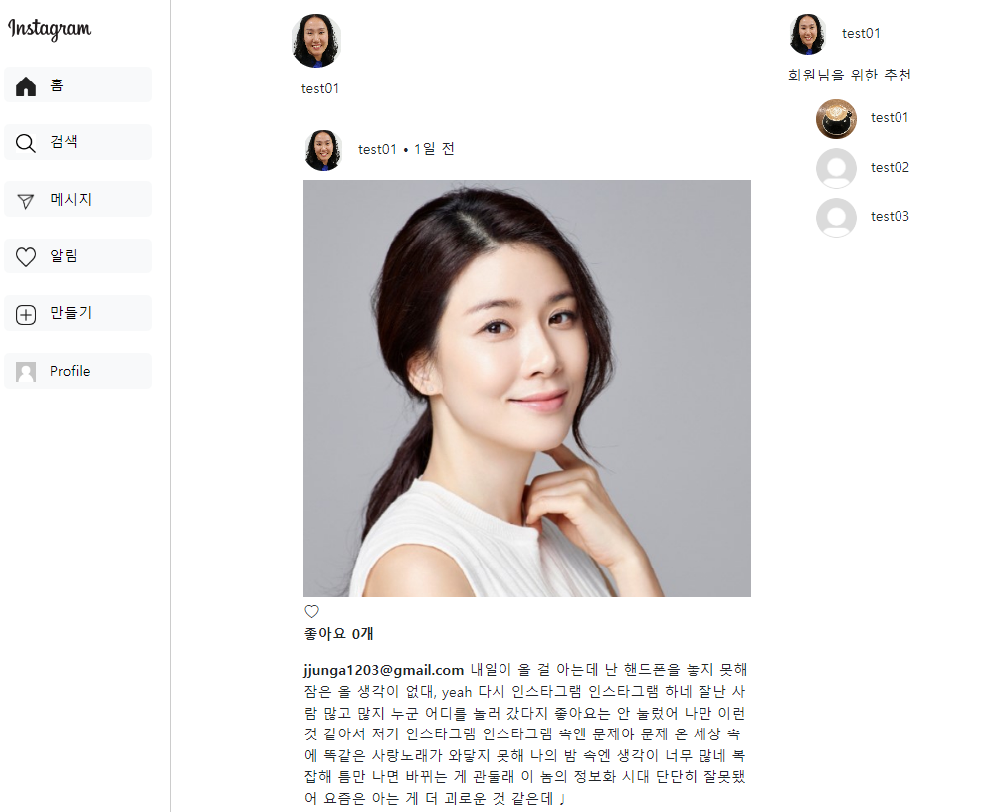 Instagram
홈
검색
메시지
알림
만들기
Profile
test01
test01 • 1일 전
좋아요 0개
jjunga1203@gmail.com 내일이 올 걸 아는데 난 핸드폰을 놓지 못해
잠은 올 생각이 없대, yeah 다시 인스타그램 인스타그램 하네 잘난 사
람 많고 많지 누군 어디를 놀러 갔다지 좋아요는 안 눌렀어 나만 이런
것 같아서 저기 인스타그램 인스타그램 속엔 문제야 문제 온 세상 속
에 똑같은 사랑노래가 와닿지 못해 나의 밤 속엔 생각이 너무 많네 복
잡해 틈만 나면 바뀌는 게 관둘래 이 놈의 정보화 시대 단단히 잘못됐
어 요즘은 아는 게 더 괴로운 것 같은데 ♩
test01
회원님을 위한 추천
test01
test02
test03